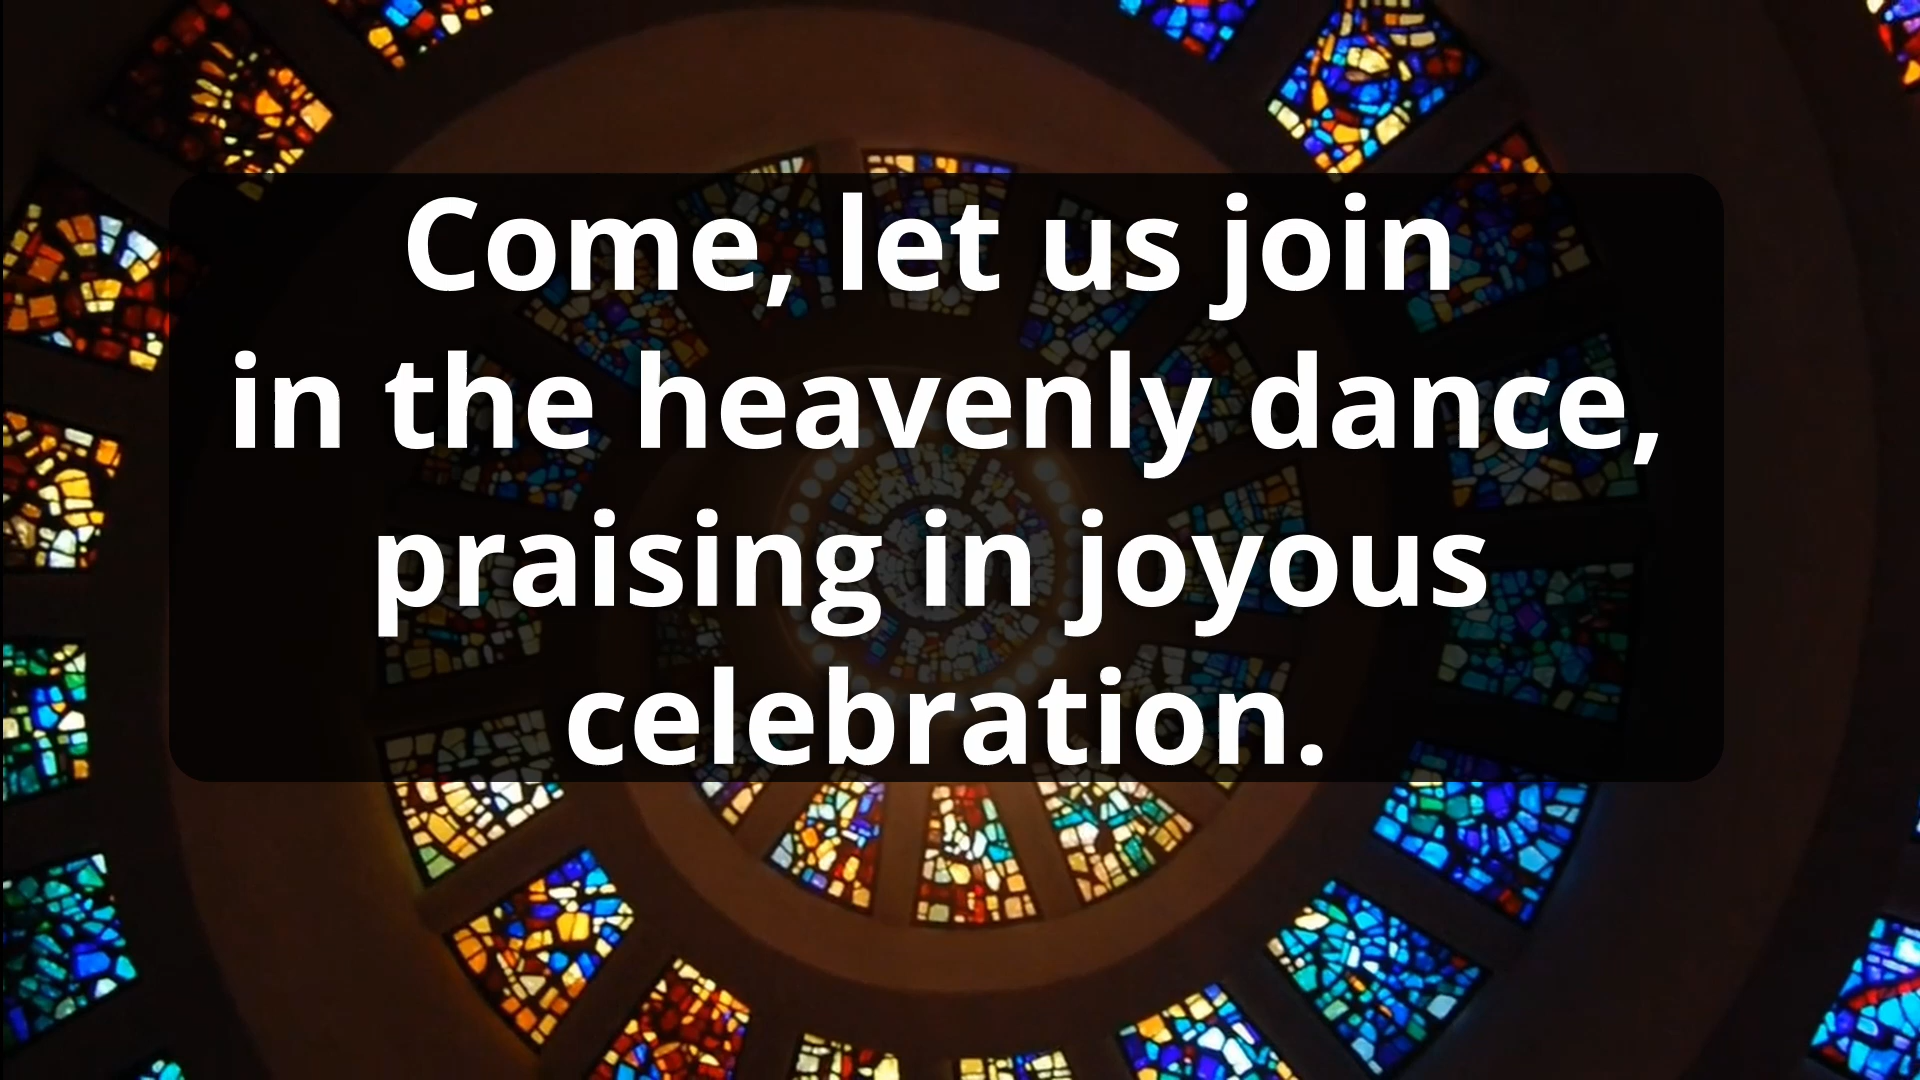 Come, let us join
in the heavenly dance,
praising in joyous
celebration.